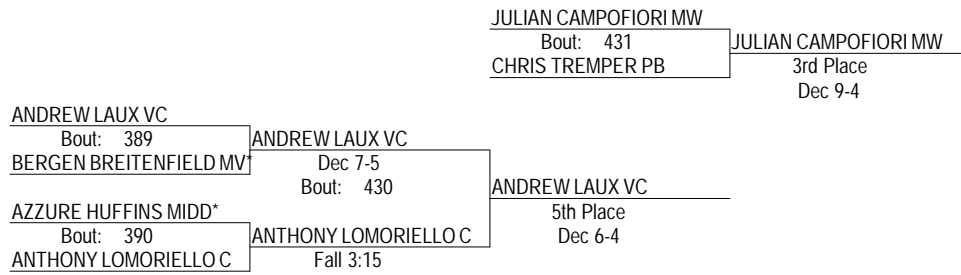 JULIAN CAMPOFIORI MW
Bout: 431
CHRIS TREMPER PB
JULIAN CAMPOFIORI MW
3rd Place
Dec 9-4
ANDREW LAUX VC
Bout: 389
BERGEN BREITENFIELD MV*
ANDREW LAUX VC
Dec 7-5
Bout: 430
AZZURE HUFFINS MIDD*
Bout: 390
ANTHONY LOMORIELLO C
ANTHONY LOMORIELLO C
Fall 3:15
ANDREW LAUX VC
5th Place
Dec 6-4